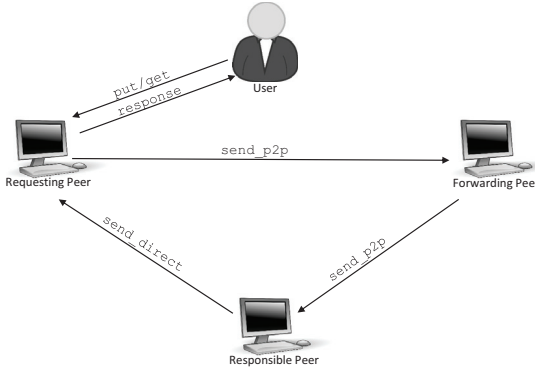 User
put/get
response
send_p2p
Requesting Peer
Forwarding Pee
send_direct
send_p2p
Responsible Peer